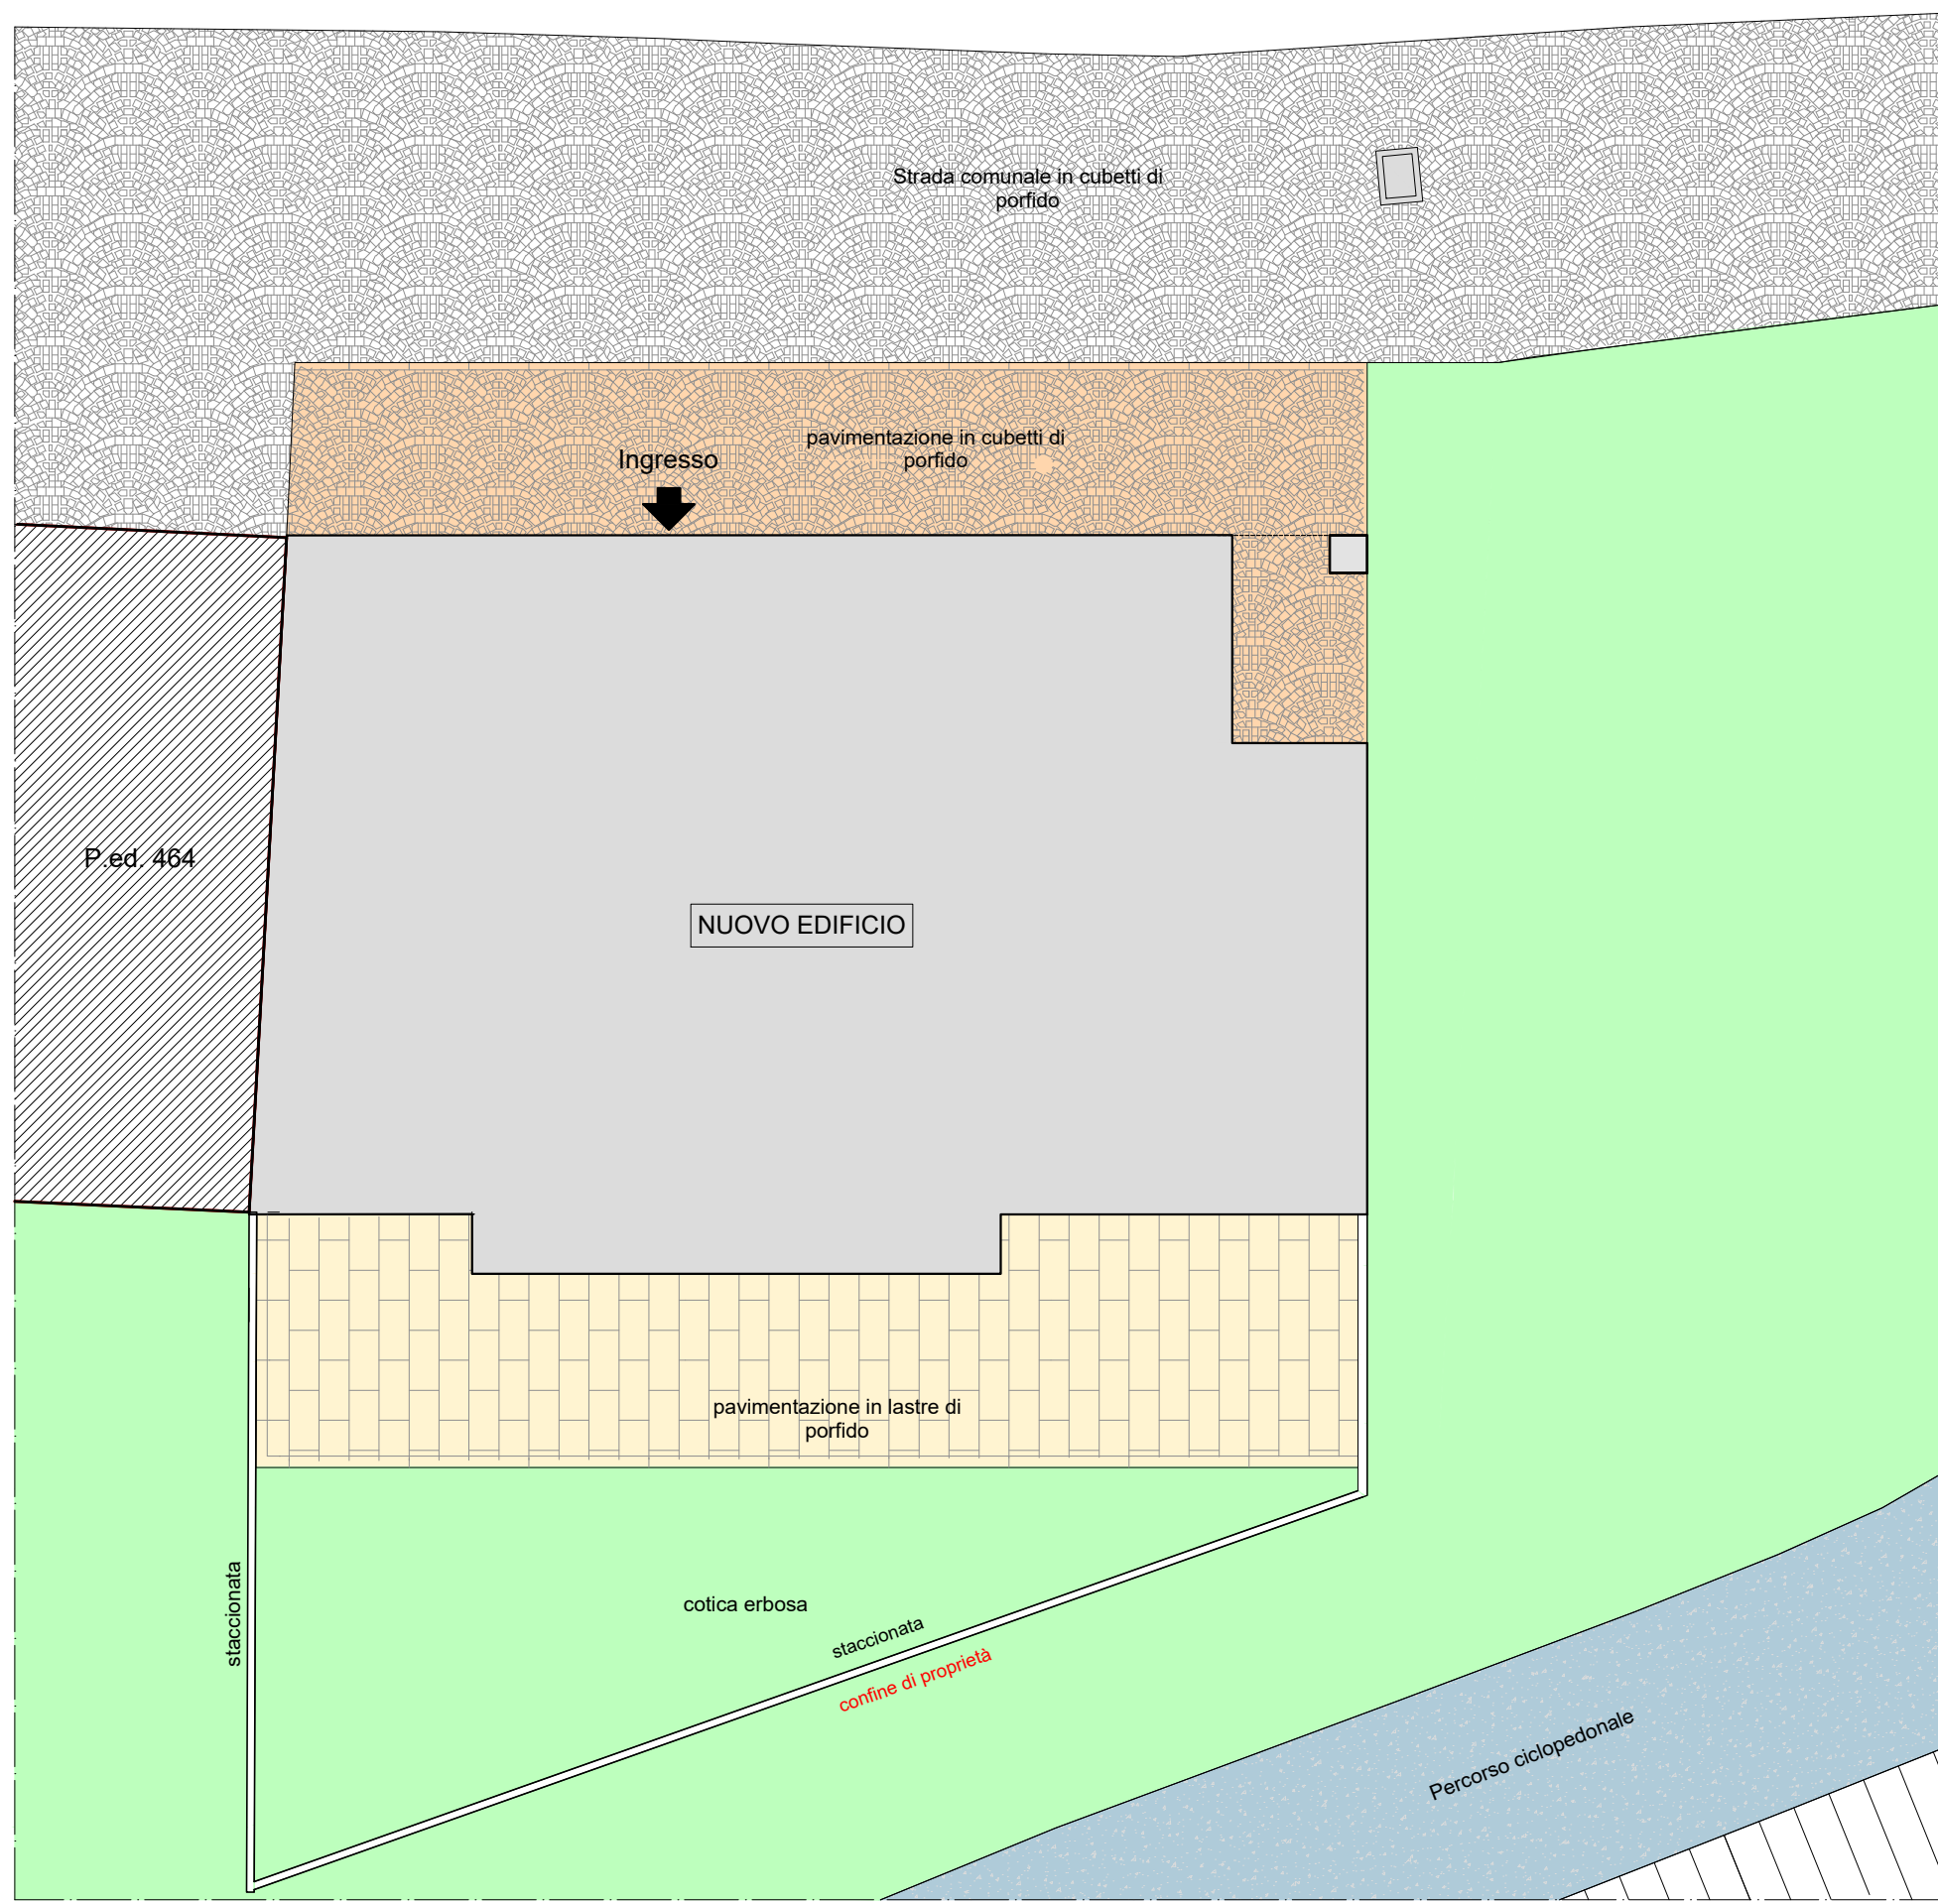 Strada comunale in cubetti di
porfido
pavimentazione in cubetti di
porfido
Ingresso
P.ed. 464
NUOVO EDIFICIO
pavimentazione in lastre di
porfido
staccionata
cotica erbosa
staccionata
confine di proprietà
Percorso ciclopedonale